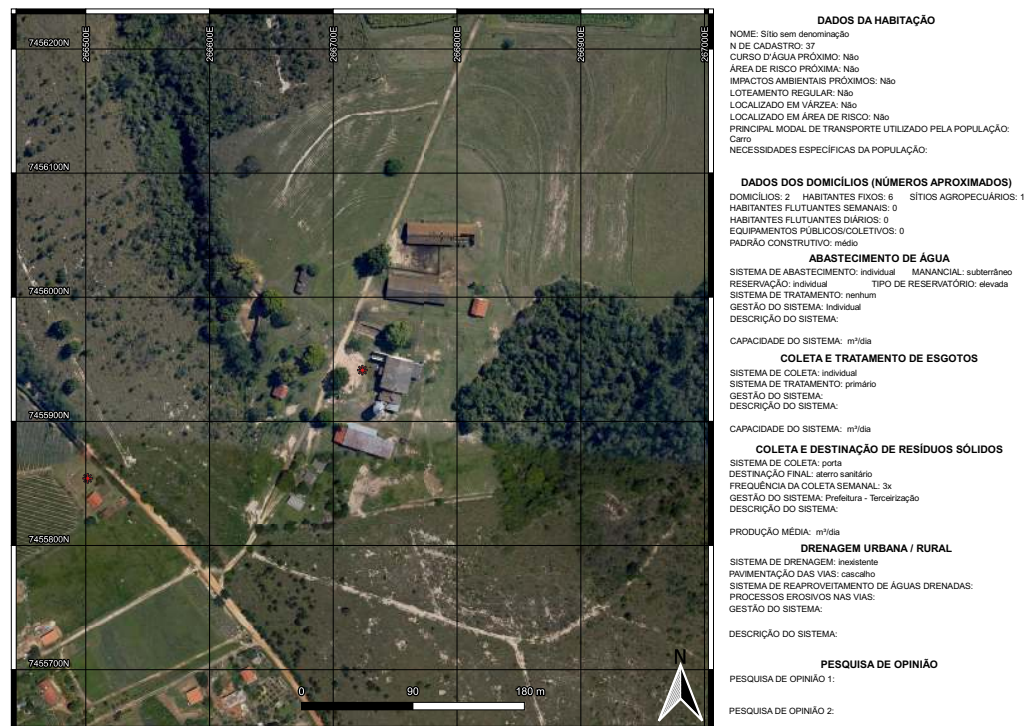 266500E
266600E
266700E
266800E
266900E
267000E
7456200N
7456100N
7456000N
7455900N
7455800N
7455700N
0 90 180 m
N
DADOS DA HABITAÇÃO
NOME: Sítio sem denominação
N DE CADASTRO: 37
CURSO D'ÁGUA PRÓXIMO: Não
ÁREA DE RISCO PRÓXIMA: Não
IMPACTOS AMBIENTAIS PRÓXIMOS: Não
LOTEAMENTO REGULAR: Não
LOCALIZADO EM VÁRZEA: Não
LOCALIZADO EM ÁREA DE RISCO: Não
PRINCIPAL MODAL DE TRANSPORTE UTILIZADO PELA POPULAÇÃO:
Carro
NECESSIDADES ESPECÍFICAS DA POPULAÇÃO:
DADOS DOS DOMICÍLIOS (NÚMEROS APROXIMADOS)
DOMICÍLIOS: 2 HABITANTES FIXOS: 6 SÍTIOS AGROPECUÁRIOS: 1
HABITANTES FLUTUANTES SEMANAIS: 0
HABITANTES FLUTUANTES DIÁRIOS: 0
EQUIPAMENTOS PÚBLICOS/COLETIVOS: 0
PADRÃO CONSTRUTIVO: médio
ABASTECIMENTO DE ÁGUA
SISTEMA DE ABASTECIMENTO: individual MANANCIAL: subterrâneo
RESERVAÇÃO: individual TIPO DE RESERVATÓRIO: elevada
SISTEMA DE TRATAMENTO: nenhum
GESTÃO DO SISTEMA: Individual
DESCRIÇÃO DO SISTEMA:
CAPACIDADE DO SISTEMA: m³/dia
COLETA E TRATAMENTO DE ESGOTOS
SISTEMA DE COLETA: individual
SISTEMA DE TRATAMENTO: primário
GESTÃO DO SISTEMA:
DESCRIÇÃO DO SISTEMA:
CAPACIDADE DO SISTEMA: m³/dia
COLETA E DESTINAÇÃO DE RESÍDUOS SÓLIDOS
SISTEMA DE COLETA: porta
DESTINAÇÃO FINAL: aterro sanitário
FREQUÊNCIA DA COLETA SEMANAL: 3x
GESTÃO DO SISTEMA: Prefeitura - Terceirização
DESCRIÇÃO DO SISTEMA:
PRODUÇÃO MÉDIA: m³/dia
DRENAGEM URBANA / RURAL
SISTEMA DE DRENAGEM: inexistente
PAVIMENTAÇÃO DAS VIAS: cascalho
SISTEMA DE REAPROVEITAMENTO DE ÁGUAS DRENADAS:
PROCESSOS EROSIVOS NAS VIAS:
GESTÃO DO SISTEMA:
DESCRIÇÃO DO SISTEMA:
PESQUISA DE OPINIÃO
PESQUISA DE OPINIÃO 1:
PESQUISA DE OPINIÃO 2: